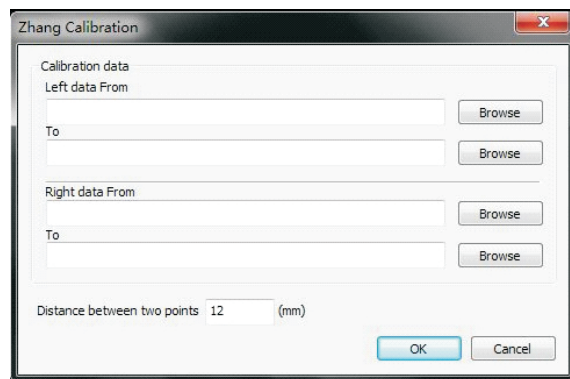 Zhang Calibration
Calibration data
Left data From
Browse
To
Browse
Right data From
Browse
To
Browse
Distance between two points 12 (mm)
OK Cancel